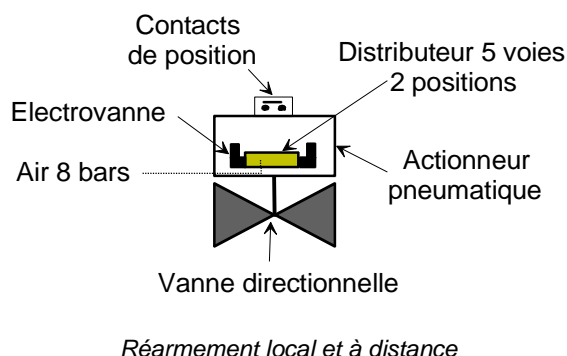 Contacts
de position
Distributeur 5 voies
2 positions
Electrovanne
Air 8 bars
Actionneur
pneumatique
Vanne directionnelle
Réarmement local et à distance